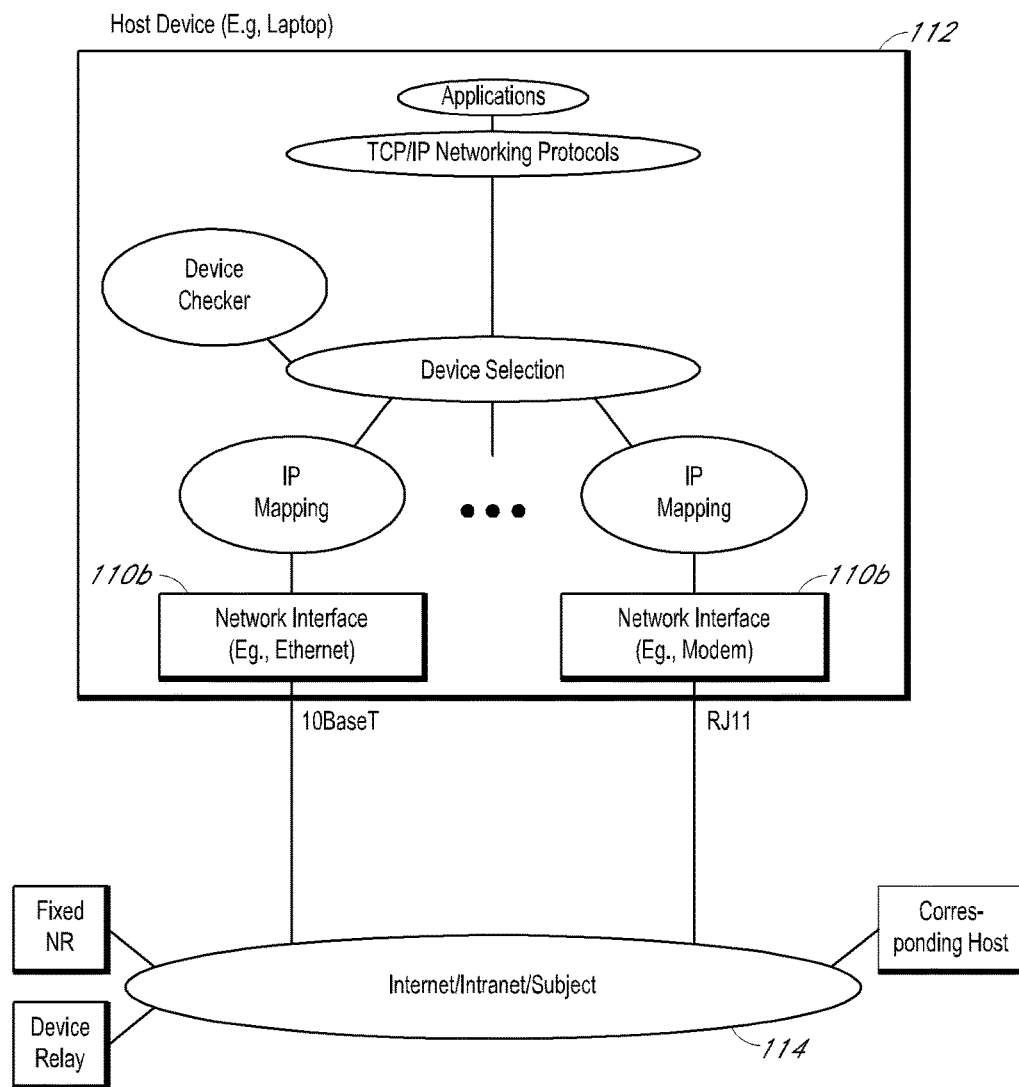 Host Device (E.g, Laptop)
112
Applications
TCP/IP Networking Protocols
Device
Checker
Device Selection
IP
Mapping
IP
Mapping
110b
110b
Network Interface
(Eg., Ethernet)
Network Interface
(Eg., Modem)
10BaseT
RJ11
Fixed
NR
Corres-
ponding Host
Internet/Intranet/Subject
Device
Relay
114